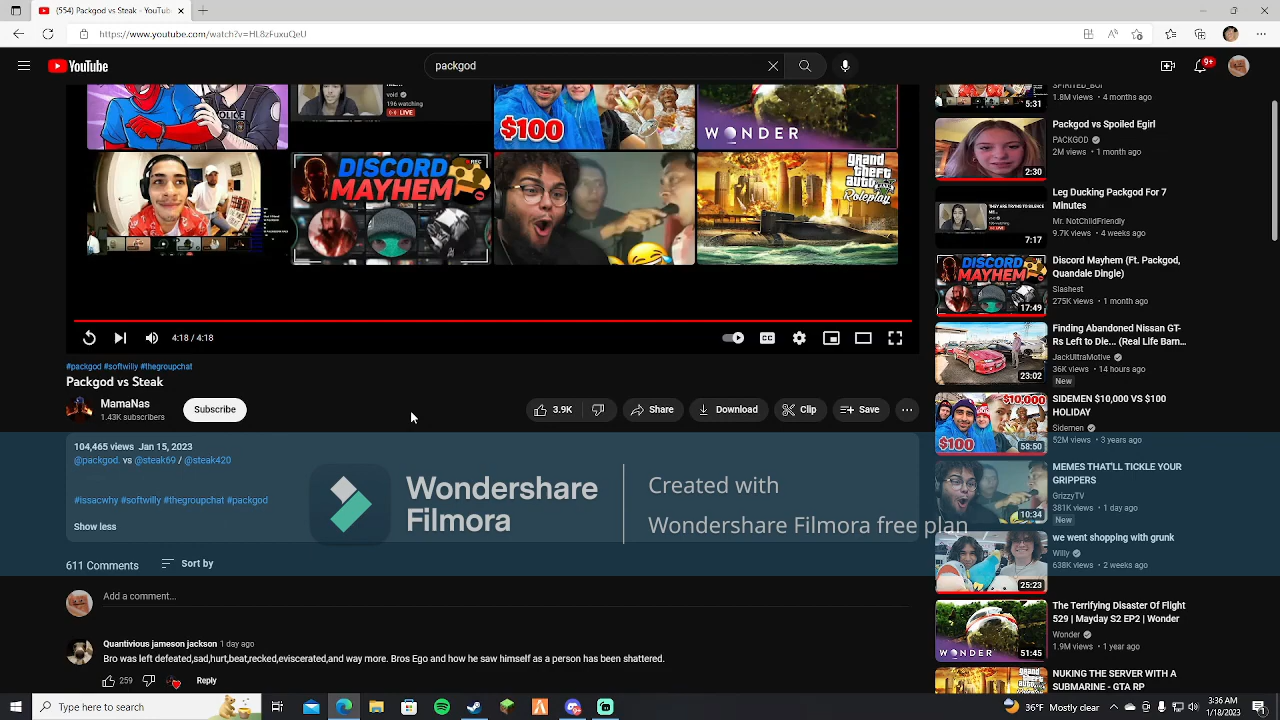 (554) Packgod vs Steak - YouTube
https://www.youtube.com/watch?v=HL8zFuxuQeU
YouTube
packgod
9+
void
196 watching
LIVE
POLICE
$100
WONDER
DISCORD
MAYHEM
REC
grand
theft
auto
Roleplay
4:18 / 4:18
CC
#packgod #softwilly #thegroupchat
Packgod vs Steak
MamaNas
1.43K subscribers
Subscribe
3.9K
Share
Download
Clip
Save
104,465 views Jan 15, 2023
@packgod. vs @steak69 / @steak420
#issacwhy #softwilly #thegroupchat #packgod
Show less
Wondershare
Filmora
Created with
Wondershare Filmora free plan
611 Comments
Sort by
Add a comment...
Quantivious jameson jackson 1 day ago
Bro was left defeated,sad,hurt,beat,recked,descerated,and way more. Bros Ego and how he saw himself as a person has been shattered.
259
Reply
1.8M views • 4 months ago
5:31
Packgod vs Spoiled Egirl
PACKGOD
2M views • 1 month ago
2:30
Leg Ducking Packgod For 7
Minutes
Mr. NotChildFriendly
9.7K views • 4 weeks ago
7:17
Discord Mayhem (Ft. Packgod,
Quandale Dingle)
Slashest
275K views • 1 month ago
DISCORD
MAYHEM
17:49
Finding Abandoned Nissan GT-
Rs Left to Die... (Real Life Barn...
JackUltraMotive
36K views • 14 hours ago
New
23:02
SIDEMEN $10,000 VS $100
HOLIDAY
Sidemen
52M views • 3 years ago
$10,000
$100
58:50
MEMES THAT'LL TICKLE YOUR
GRIPPERS
GrizzyTV
381K views • 1 day ago
New
10:34
we went shopping with grunk
Willy
638K views • 2 weeks ago
25:23
The Terrifying Disaster Of Flight
529 | Mayday S2 EP2 | Wonder
Wonder
1.9M views • 1 year ago
WONDER
51:45
NUKING THE SERVER WITH A
SUBMARINE - GTA RP
Type here to search
36°F Mostly cloudy
3:36 AM
1/18/2023